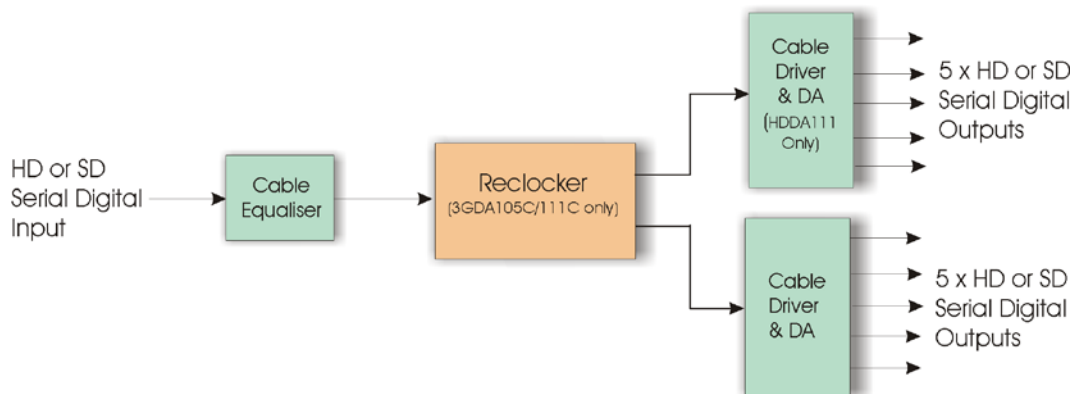 HD or SD
Serial Digital
Input
Cable
Equaliser
Reclocker
(3GDA105C/111C only)
Cable
Driver
& DA
(HDDA111
Only)
5 x HD or SD
Serial Digital
Outputs
Cable
Driver
& DA
5 x HD or SD
Serial Digital
Outputs